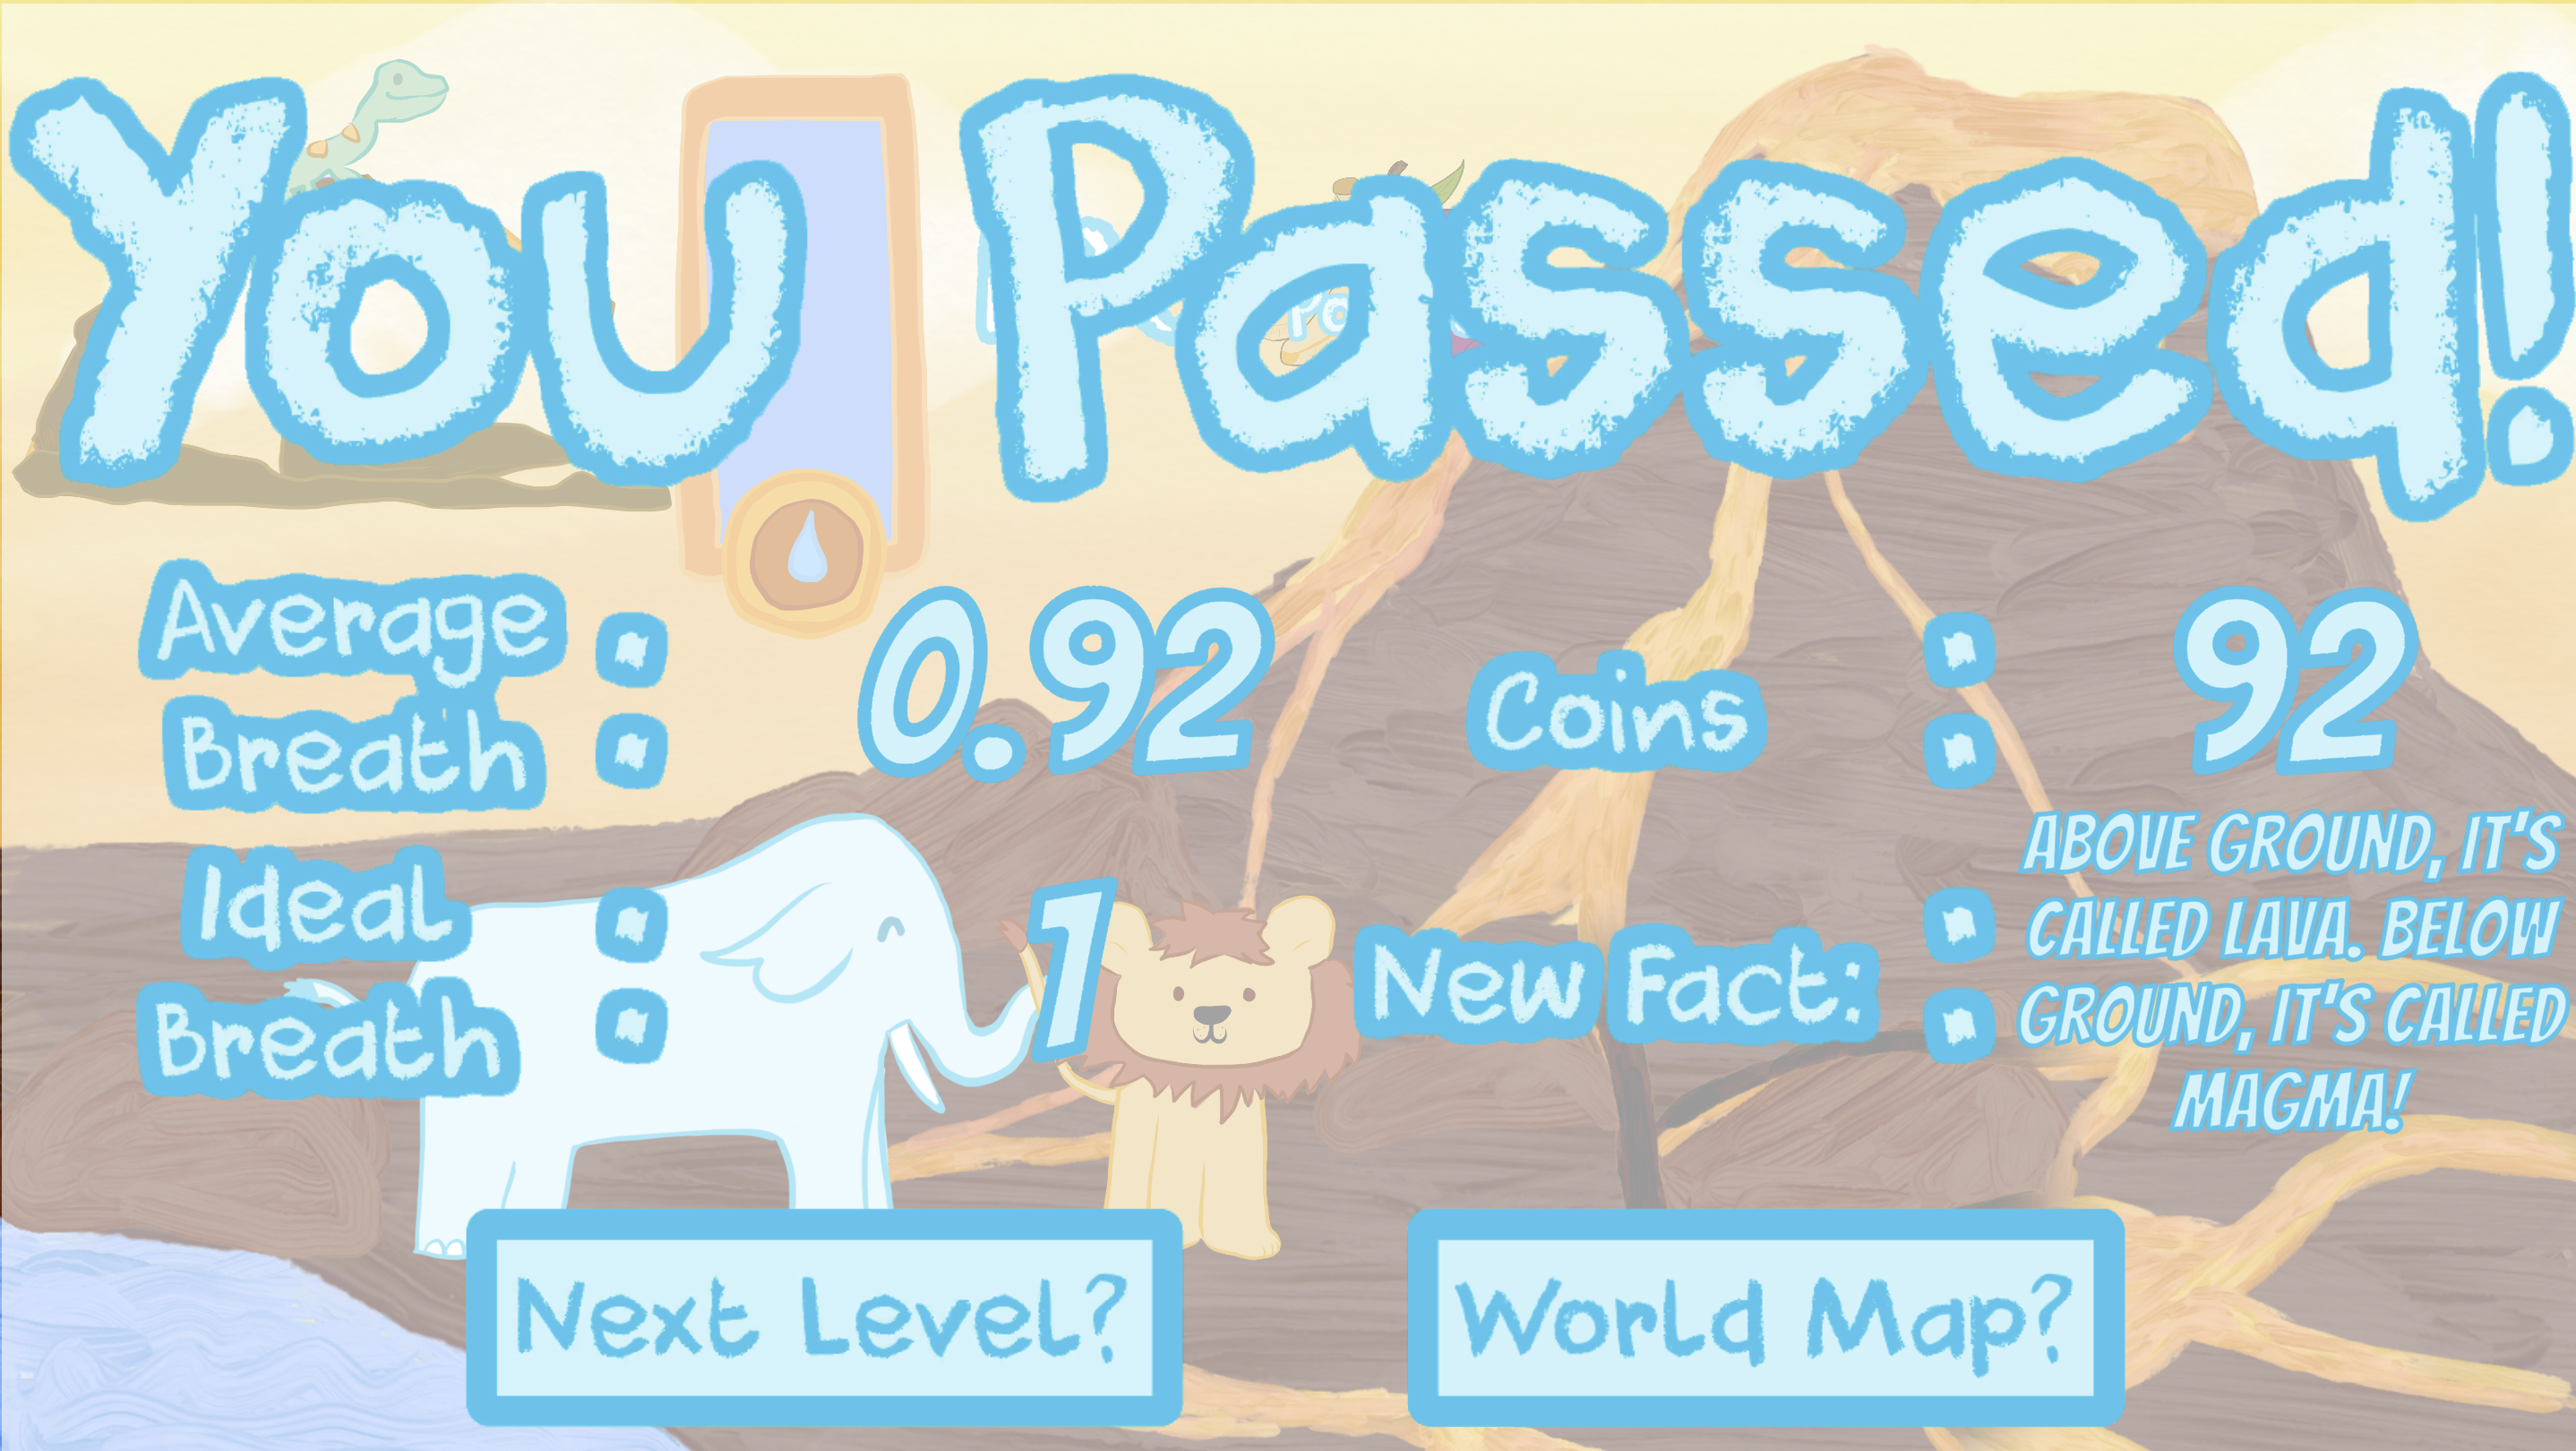 You Passed!
Average
Breath
:
0.92
Coins
:
92
Ideal
Breath
:
1
New Fact:
:
ABOVE GROUND, IT'S
CALLED LAVA. BELOW
GROUND, IT'S CALLED
MAGMA!
Next Level?
World Map?